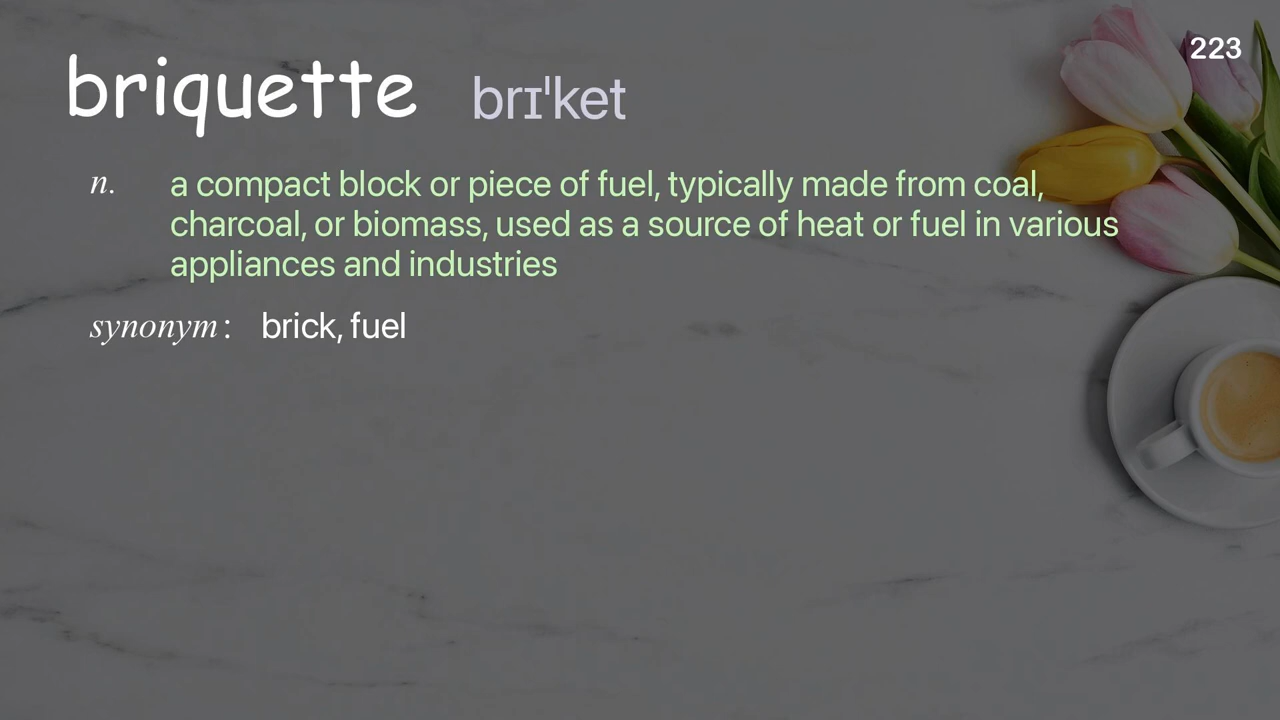 223
briquette brɪˈket
n. a compact block or piece of fuel, typically made from coal,
charcoal, or biomass, used as a source of heat or fuel in various
appliances and industries
synonym: brick, fuel